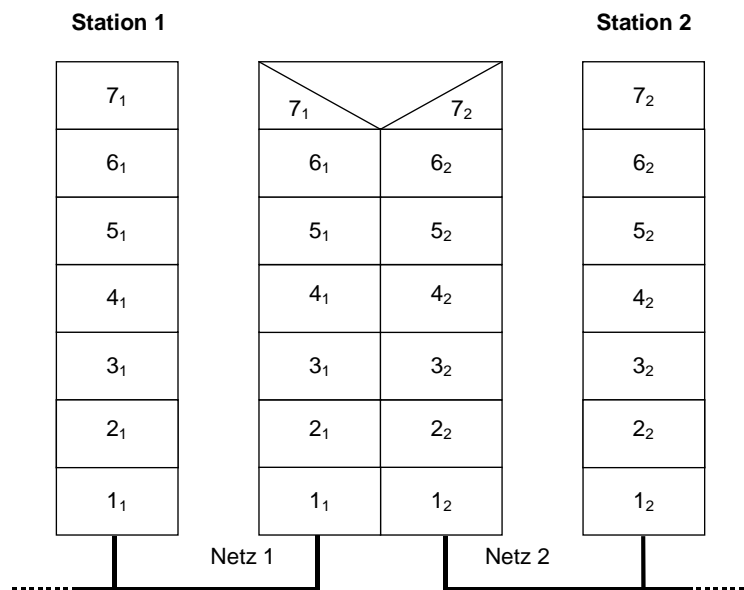 Station 1 Station 2
7₁ 7₁ 7₂ 7₂
6₁ 6₁ 6₂ 6₂
5₁ 5₁ 5₂ 5₂
4₁ 4₁ 4₂ 4₂
3₁ 3₁ 3₂ 3₂
2₁ 2₁ 2₂ 2₂
1₁ 1₁ 1₂ 1₂
Netz 1 Netz 2